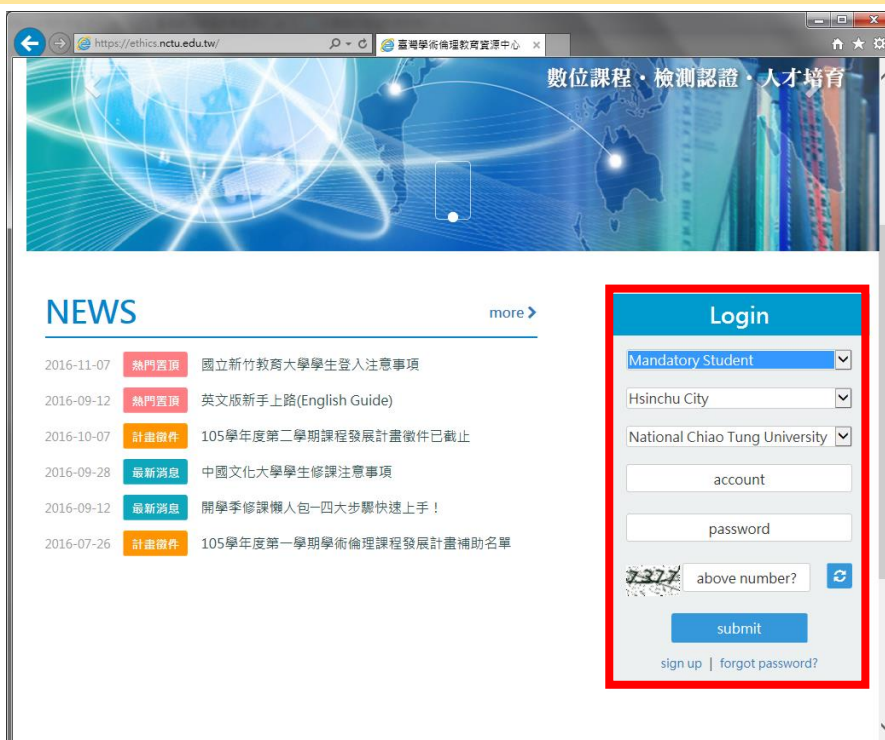 https://ethics.nctu.edu.tw/
臺灣學術倫理教育資源中心
數位課程・檢測認證・人才培育
NEWS
more
2016-11-07 熱門置頂 國立新竹教育大學學生登入注意事項
2016-09-12 熱門置頂 英文版新手上路(English Guide)
2016-10-07 計畫徵件 105學年度第二學期課程發展計畫徵件已截止
2016-09-28 最新消息 中國文化大學學生修課注意事項
2016-09-12 最新消息 開學季修課懶人包─四大步驟快速上手！
2016-07-26 計畫徵件 105學年度第一學期學術倫理課程發展計畫補助名單
Login
Mandatory Student
Hsinchu City
National Chiao Tung University
account
password
above number?
submit
sign up | forgot password?